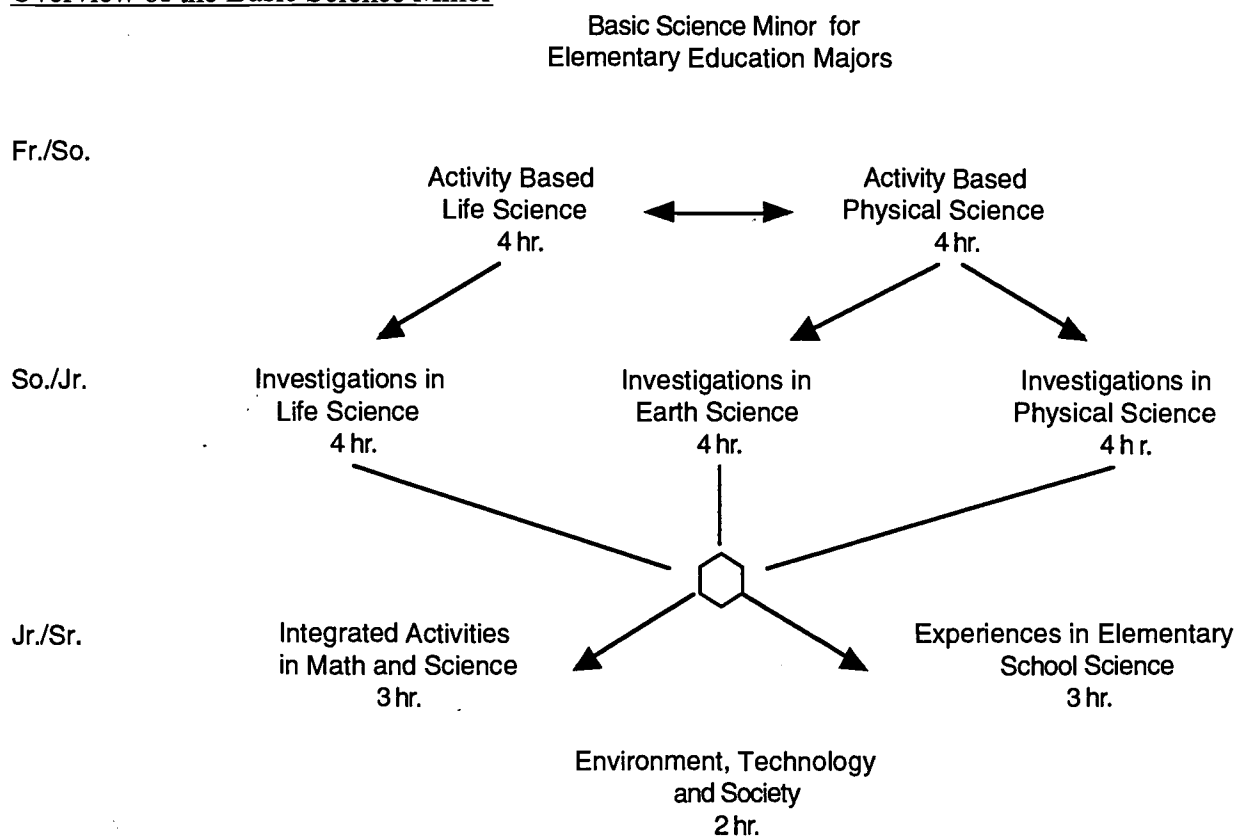 Overview of the Basic Science Minor
Basic Science Minor for
Elementary Education Majors
Fr./So.
Activity Based
Life Science
4 hr.
Activity Based
Physical Science
4 hr.
So./Jr.
Investigations in
Life Science
4 hr.
Investigations in
Earth Science
4 hr.
Investigations in
Physical Science
4 hr.
Jr./Sr.
Integrated Activities
in Math and Science
3 hr.
Experiences in Elementary
School Science
3 hr.
Environment, Technology
and Society
2 hr.